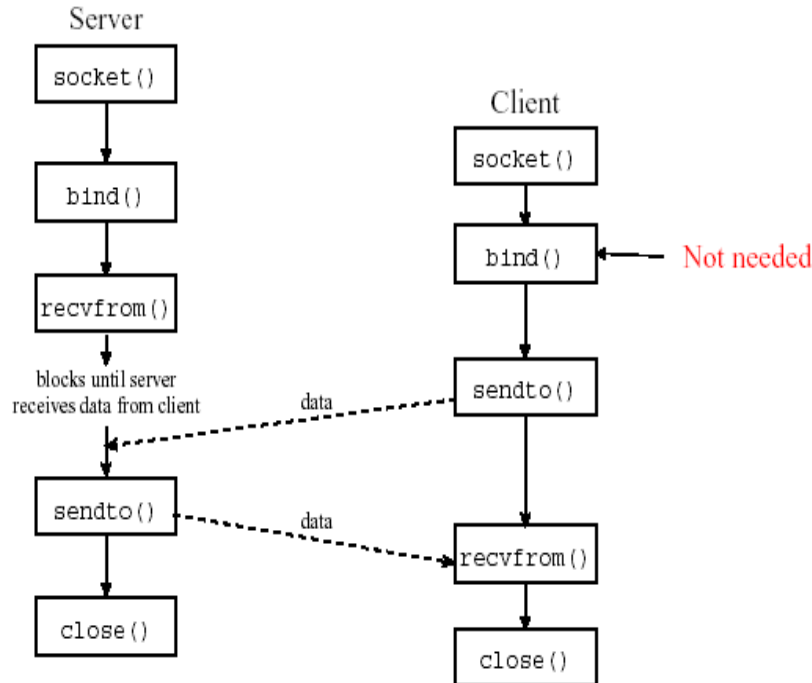 Server
socket()
bind()
recvfrom()
blocks until server
receives data from client
sendto()
close()
Client
socket()
bind()
Not needed
sendto()
data
data
recvfrom()
close()